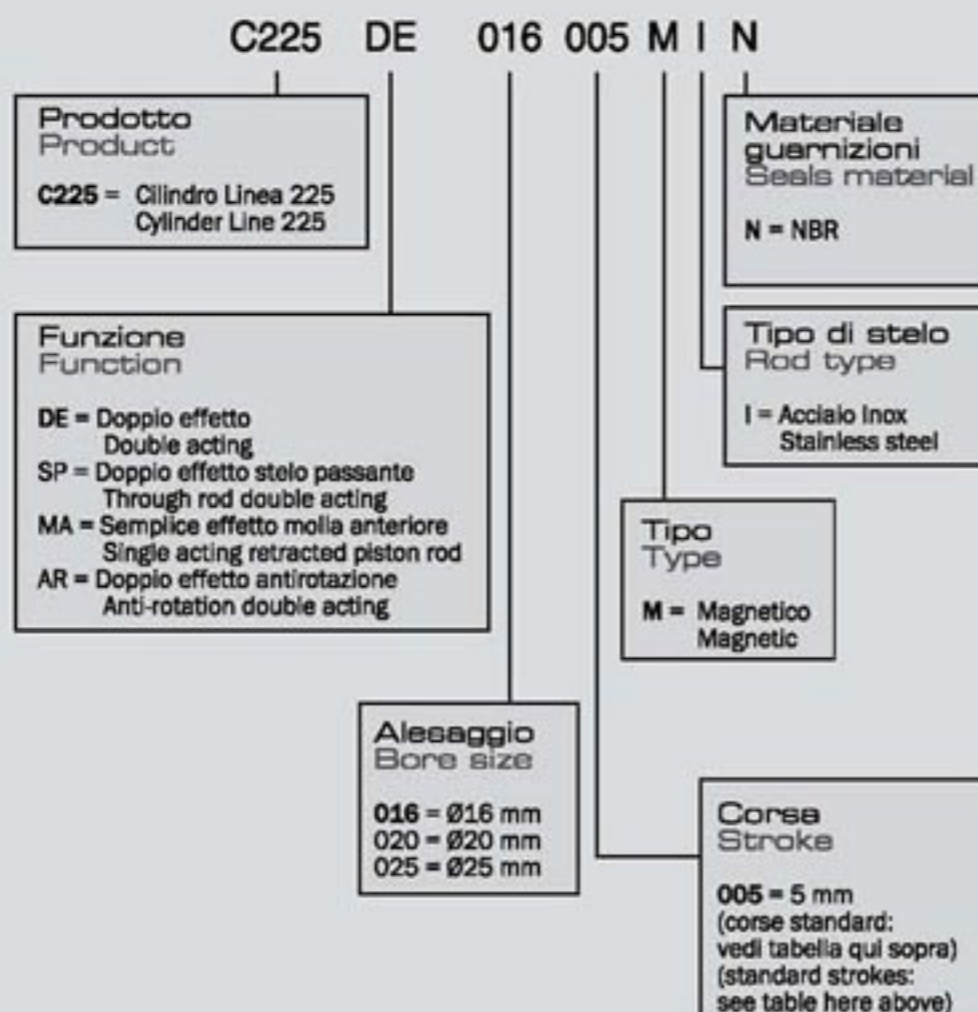 C225 DE 016 005 M I N
Prodotto
Product
C225 = Cilindro Linea 225
Cylinder Line 225
Materiale
guarnizioni
Seals material
N = NBR
Funzione
Function
DE = Doppio effetto
Double acting
SP = Doppio effetto stelo passante
Through rod double acting
MA = Semplice effetto molla anteriore
Single acting retracted piston rod
AR = Doppio effetto antirotazione
Anti-rotation double acting
Tipo di stelo
Rod type
I = Acciaio Inox
Stainless steel
Tipo
Type
M = Magnetico
Magnetic
Alesaggio
Bore size
016 = Ø16 mm
020 = Ø20 mm
025 = Ø25 mm
Corsa
Stroke
005 = 5 mm
(corse standard:
vedi tabella qui sopra)
(standard strokes:
see table here above)